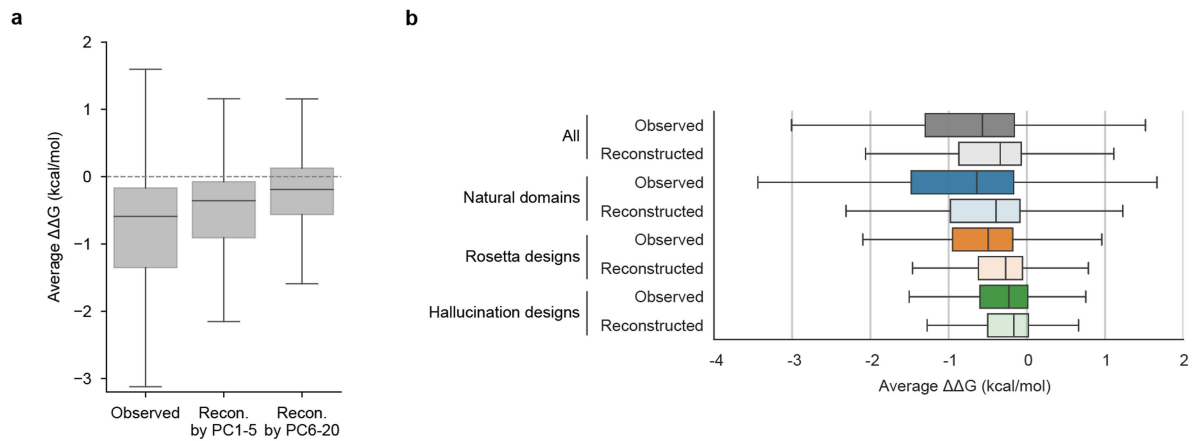 a
2
1
0
−1
−2
−3
Average ΔΔG (kcal/mol)
Observed
Recon.
by PC1-5
Recon.
by PC6-20
b
All
Observed
Reconstructed
Natural domains
Observed
Reconstructed
Rosetta designs
Observed
Reconstructed
Hallucination designs
Observed
Reconstructed
-4 -3 -2 -1 0 1 2
Average ΔΔG (kcal/mol)